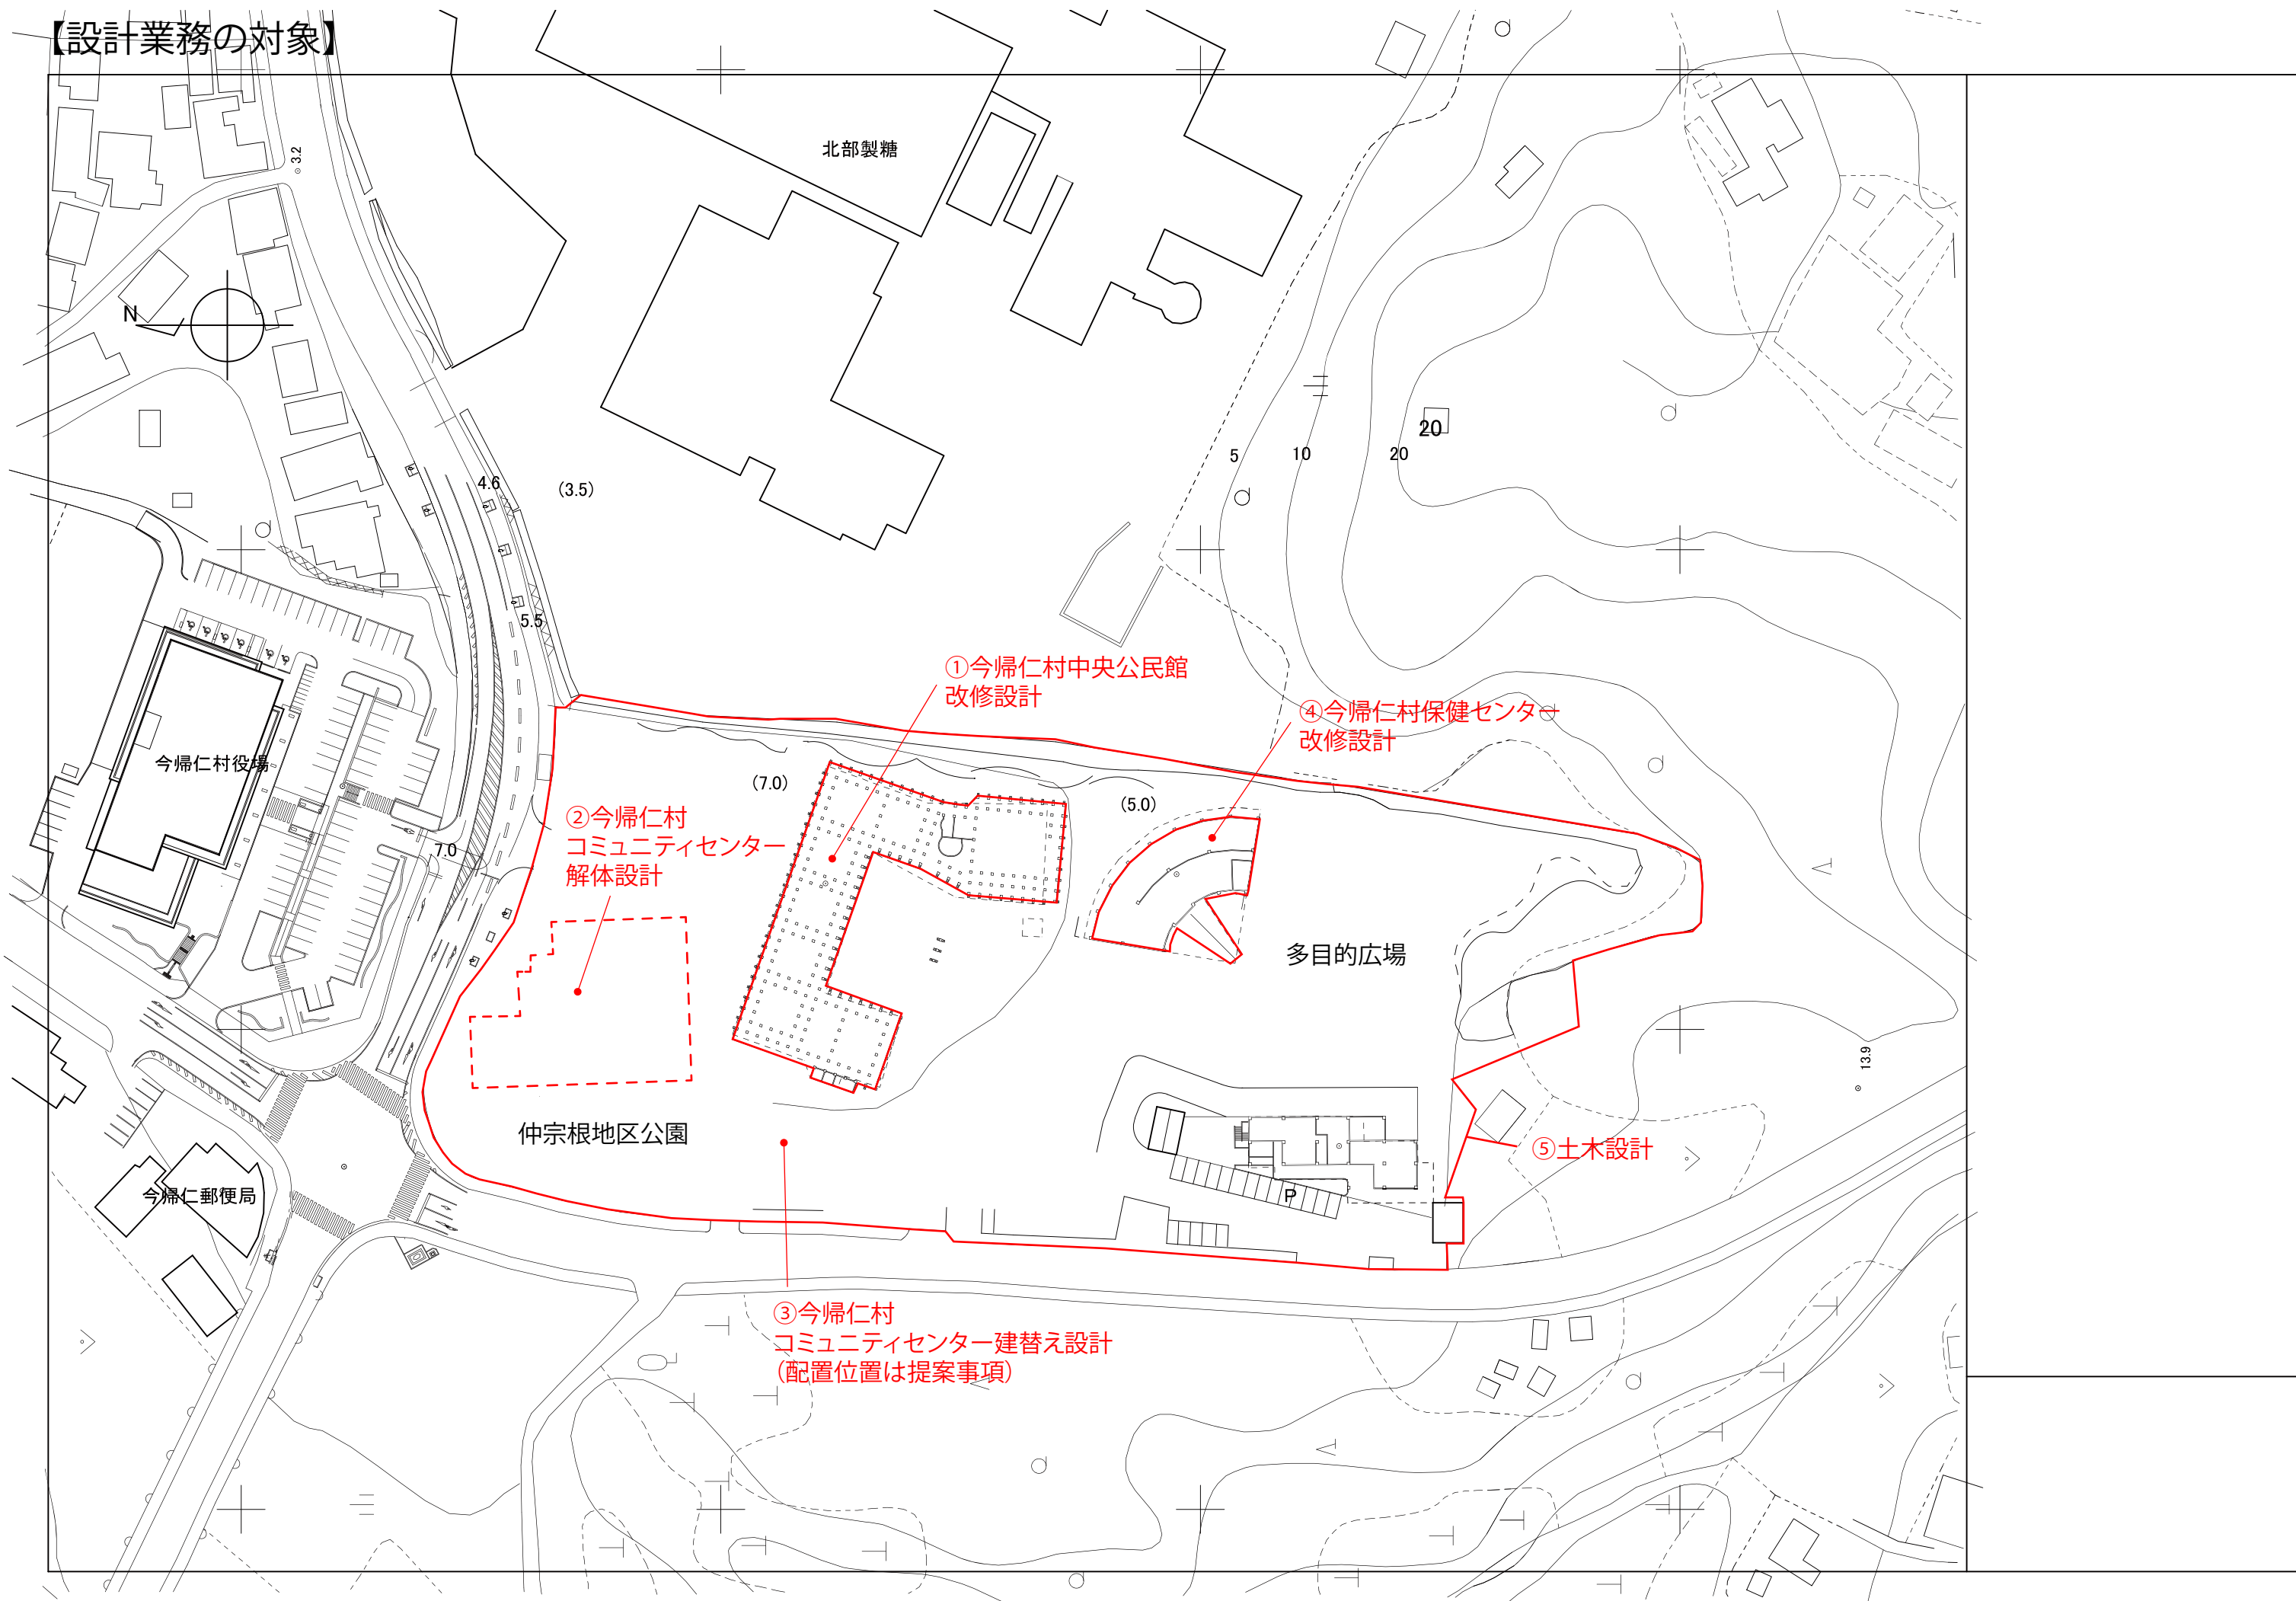 【設計業務の対象】
北部製糖
3.2
N
20
5
10
20
4.6
(3.5)
5.5
①今帰仁村中央公民館
改修設計
④今帰仁村保健センター
改修設計
今帰仁村役場
(7.0)
(5.0)
②今帰仁村
コミュニティセンター
解体設計
7.0
多目的広場
13.9
仲宗根地区公園
⑤土木設計
今帰仁郵便局
P
③今帰仁村
コミュニティセンター建替え設計
(配置位置は提案事項)